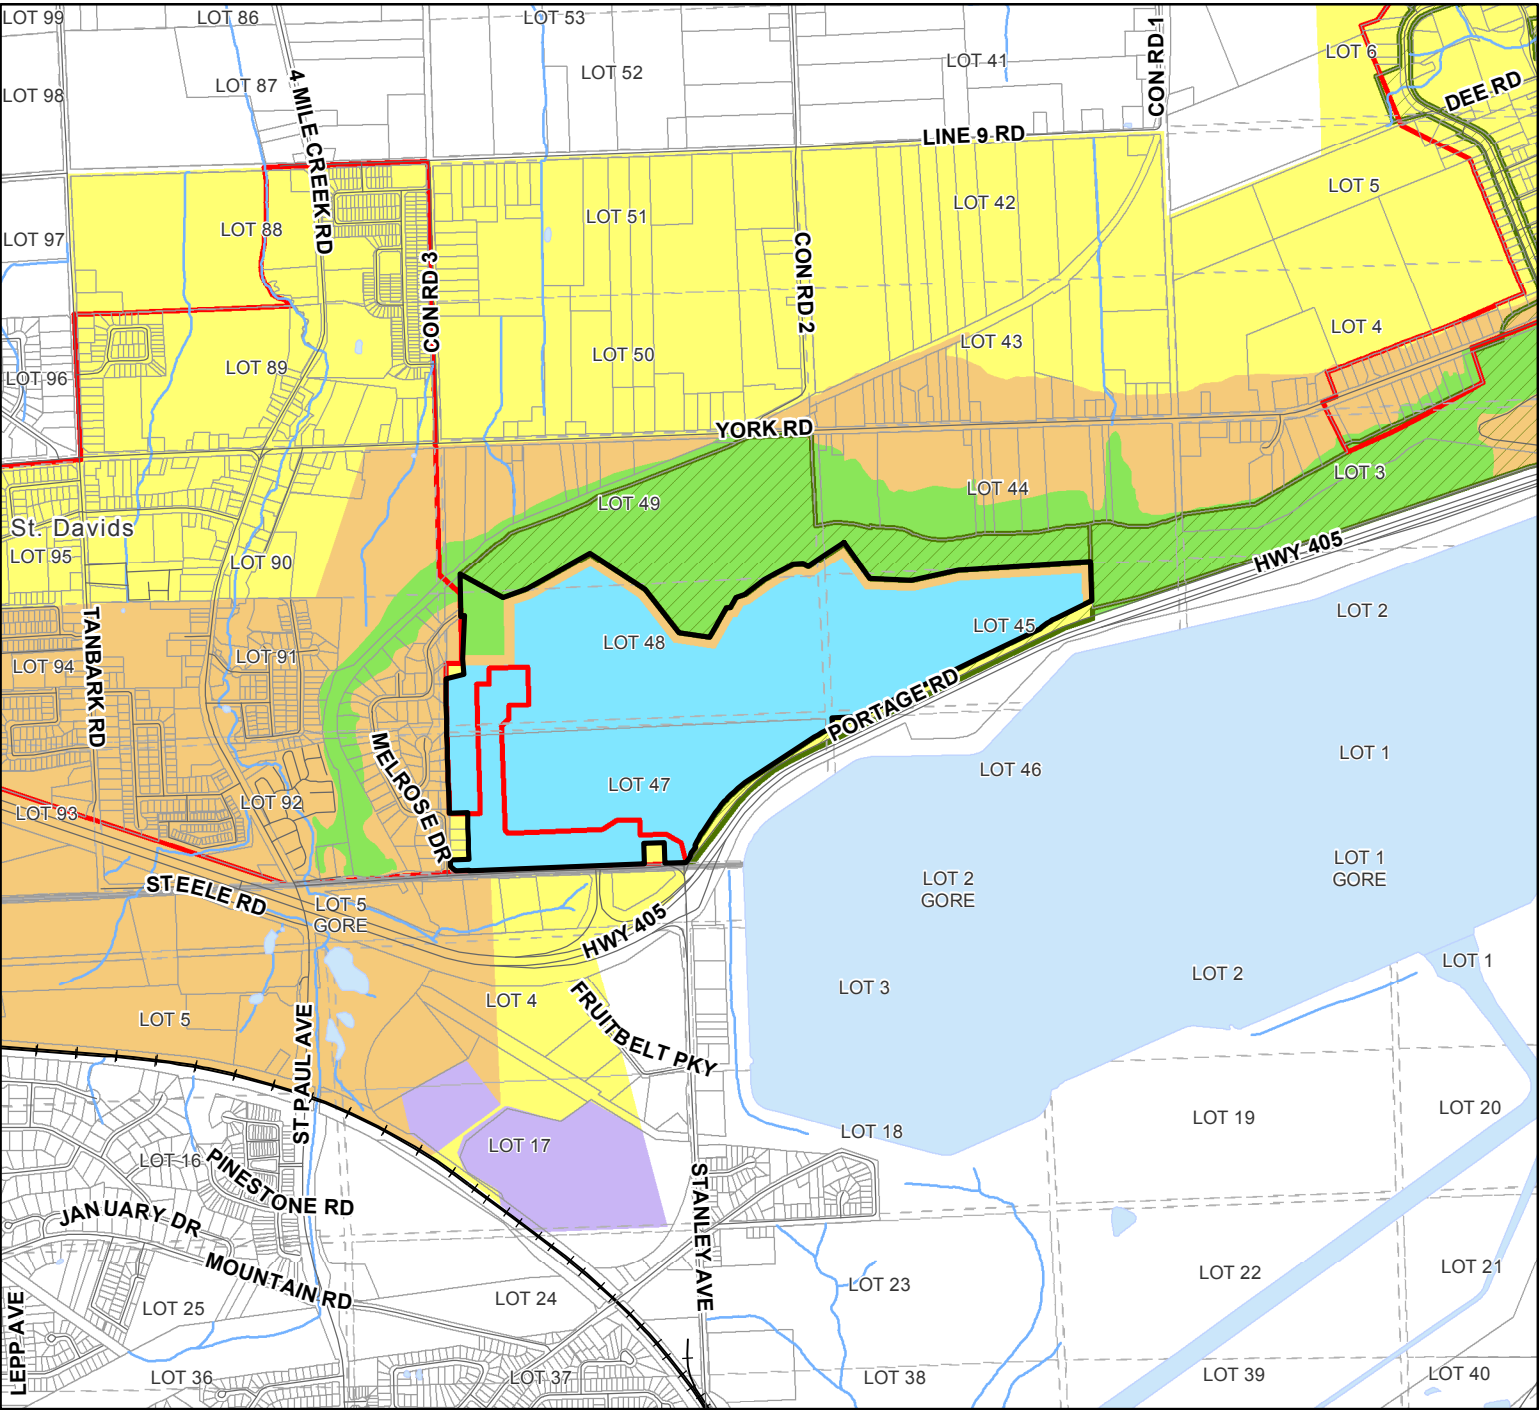 LOT 99
LOT 86
LOT 53
LOT 41
CON RD 1
LOT 6
LOT 52
LOT 87
4 MILE CREEK RD
LOT 98
DEE RD
LINE 9 RD
LOT 5
LOT 42
LOT 51
LOT 88
LOT 97
CON RD 3
CON RD 2
LOT 4
LOT 43
LOT 50
LOT 89
LOT 96
YORK RD
LOT 3
LOT 44
LOT 49
St. Davids
LOT 95
LOT 90
HWY 405
LOT 2
LOT 45
LOT 48
LOT 91
LOT 94
TANBARK RD
PORTAGE RD
MELROSE DR
LOT 1
LOT 46
LOT 47
LOT 92
LOT 93
LOT 1
GORE
LOT 2
GORE
STEELE RD
LOT 5
GORE
HWY 405
LOT 1
LOT 2
LOT 3
LOT 4
FRUITBELT PKY
LOT 5
ST PAUL AVE
LOT 20
LOT 19
LOT 18
LOT 17
LOT 16
PINESTONE RD
JANUARY DR
STANLEY AVE
MOUNTAIN RD
LOT 21
LOT 22
LOT 23
LOT 24
LOT 25
LEPP AVE
LOT 36
LOT 37
LOT 38
LOT 39
LOT 40